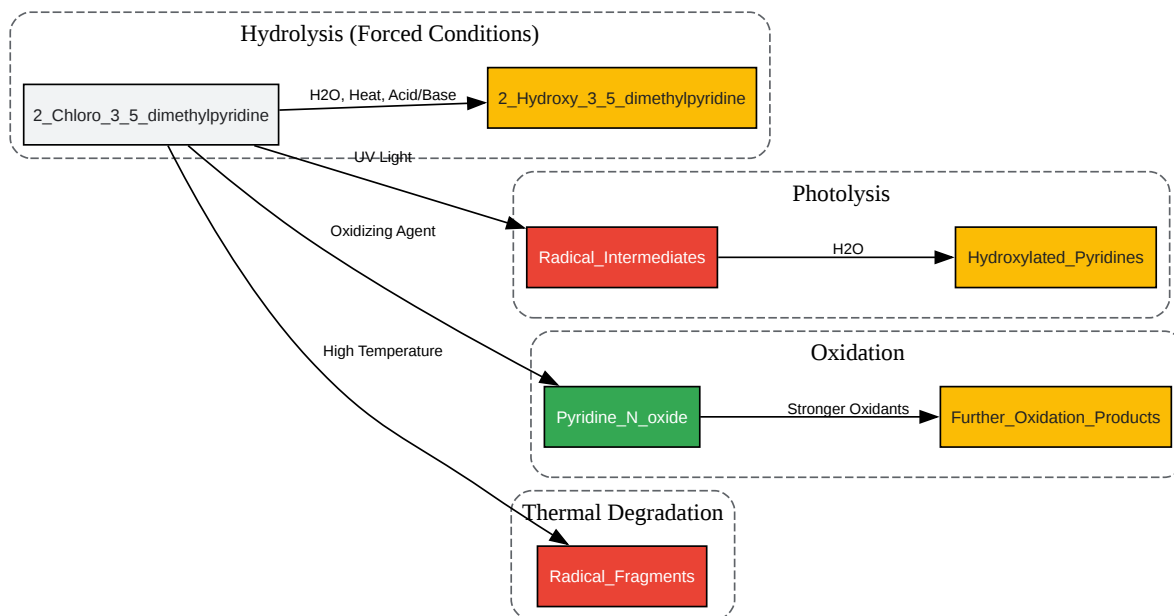 Hydrolysis (Forced Conditions)
2_Chloro_3_5_dimethylpyridine
H2O, Heat, Acid/Base
2_Hydroxy_3_5_dimethylpyridine
UV Light
Photolysis
Oxidizing Agent
Radical_Intermediates
H2O
Hydroxylated_Pyridines
High Temperature
Oxidation
Pyridine_N_oxide
Stronger Oxidants
Further_Oxidation_Products
Thermal Degradation
Radical_Fragments